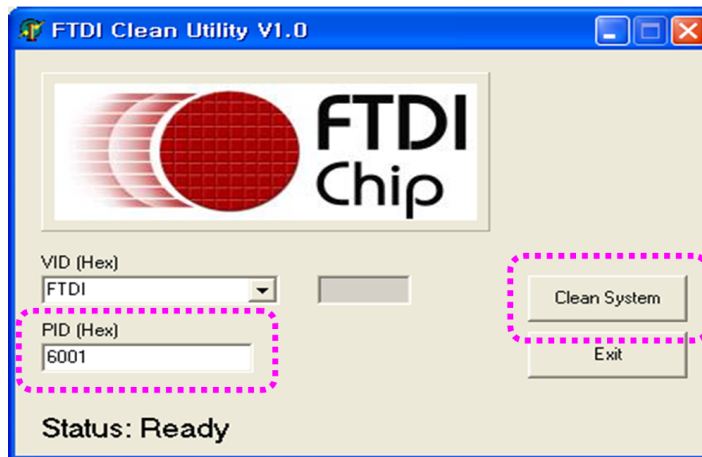 FTDI Clean Utility V1.0
FTDI
Chip
VID (Hex)
FTDI
Clean System
PID (Hex)
6001
Exit
Status: Ready